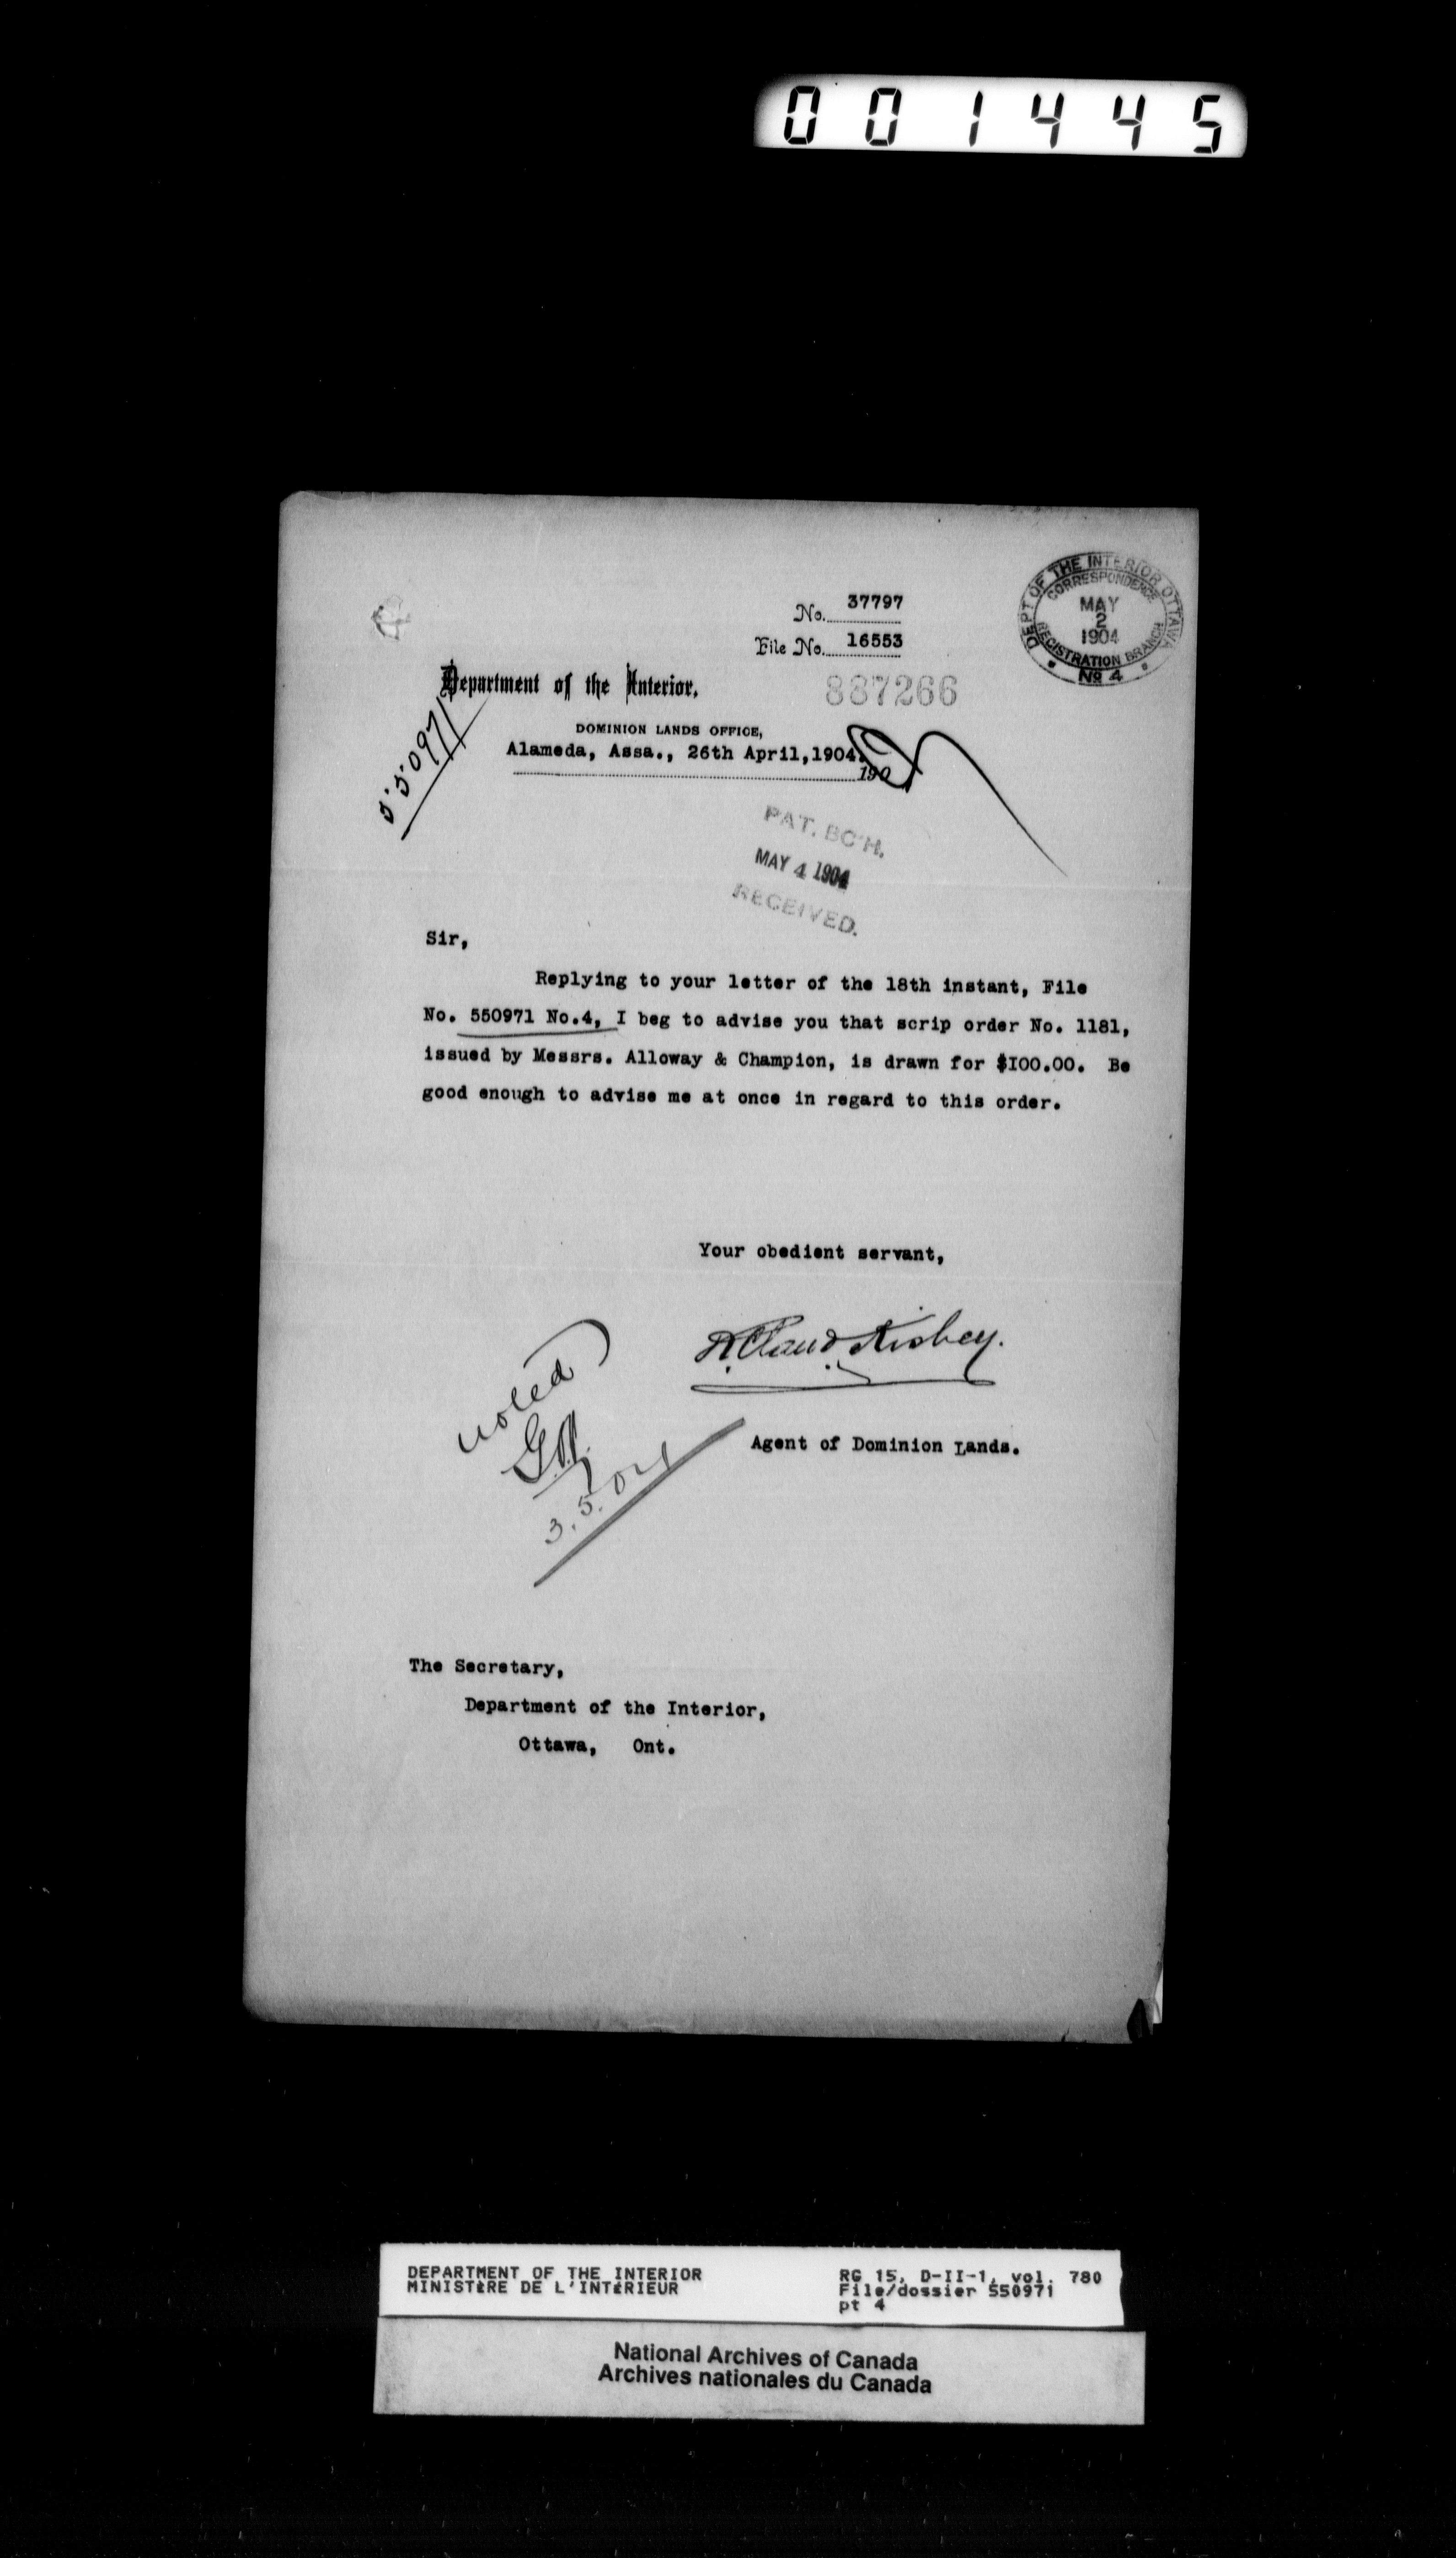 001445
No. 37797
File No. 16553
DEPT OF THE INTERIOR OTTAWA
CORRESPONDENCE
MAY
2
1904
REGISTRATION BRANCH
No 4
Department of the Interior,
887266
550971
DOMINION LANDS OFFICE,
Alameda, Assa., 26th April,1904.
190
PAT. BCH.
MAY 4 1904
RECEIVED.
Sir,
Replying to your letter of the 18th instant, File
No. 550971 No.4, I beg to advise you that scrip order No. 1181,
issued by Messrs. Alloway & Champion, is drawn for $I00.00. Be
good enough to advise me at once in regard to this order.
Your obedient servant,
Agent of Dominion Lands.
noted
3.5.04
The Secretary,
Department of the Interior,
Ottawa, Ont.
DEPARTMENT OF THE INTERIOR
MINISTÈRE DE L'INTÉRIEUR
RG 15, D-II-1, vol. 780
File/dossier 550971
pt 4
National Archives of Canada
Archives nationales du Canada